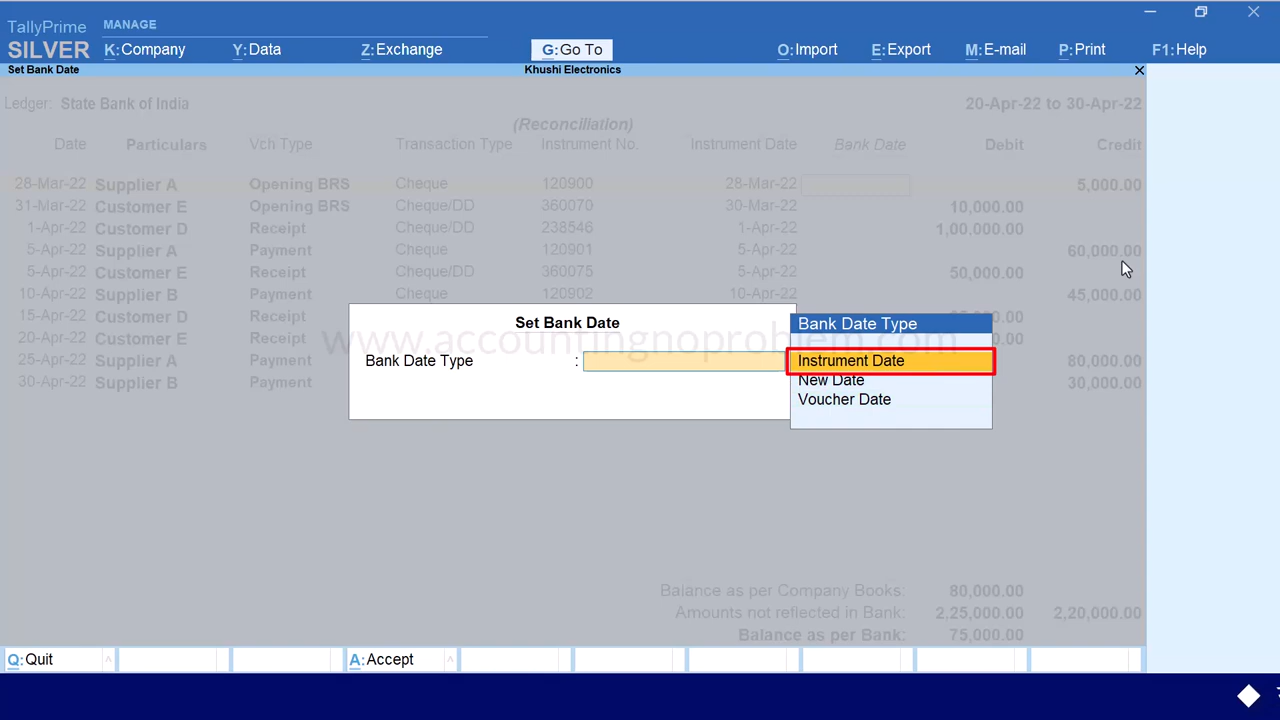 TallyPrime MANAGE
SILVER K:Company Y:Data Z:Exchange G:Go To O:Import E:Export M:E-mail P:Print F1:Help
Set Bank Date Khushi Electronics
Ledger: State Bank of India 20-Apr-22 to 30-Apr-22
(Reconciliation)
Date Particulars Vch Type Transaction Type Instrument No. Instrument Date Bank Date Debit Credit
28-Mar-22 Supplier A Opening BRS Cheque 120900 28-Mar-22 5,000.00
31-Mar-22 Customer E Opening BRS Cheque/DD 360070 30-Mar-22 10,000.00
1-Apr-22 Customer D Receipt Cheque/DD 238546 1-Apr-22 1,00,000.00
5-Apr-22 Supplier A Payment Cheque 120901 5-Apr-22 60,000.00
5-Apr-22 Customer E Receipt Cheque/DD 360075 5-Apr-22 50,000.00
10-Apr-22 Supplier B Payment Cheque 120902 10-Apr-22 45,000.00
15-Apr-22 Customer D Receipt
20-Apr-22 Customer E Receipt
25-Apr-22 Supplier A Payment 80,000.00
30-Apr-22 Supplier B Payment 30,000.00
Set Bank Date
Bank Date Type :
Bank Date Type
Instrument Date
New Date
Voucher Date
www.accountingnoproblem.com
Balance as per Company Books: 80,000.00
Amounts not reflected in Bank: 2,25,000.00 2,20,000.00
Balance as per Bank: 75,000.00
Q:Quit A:Accept